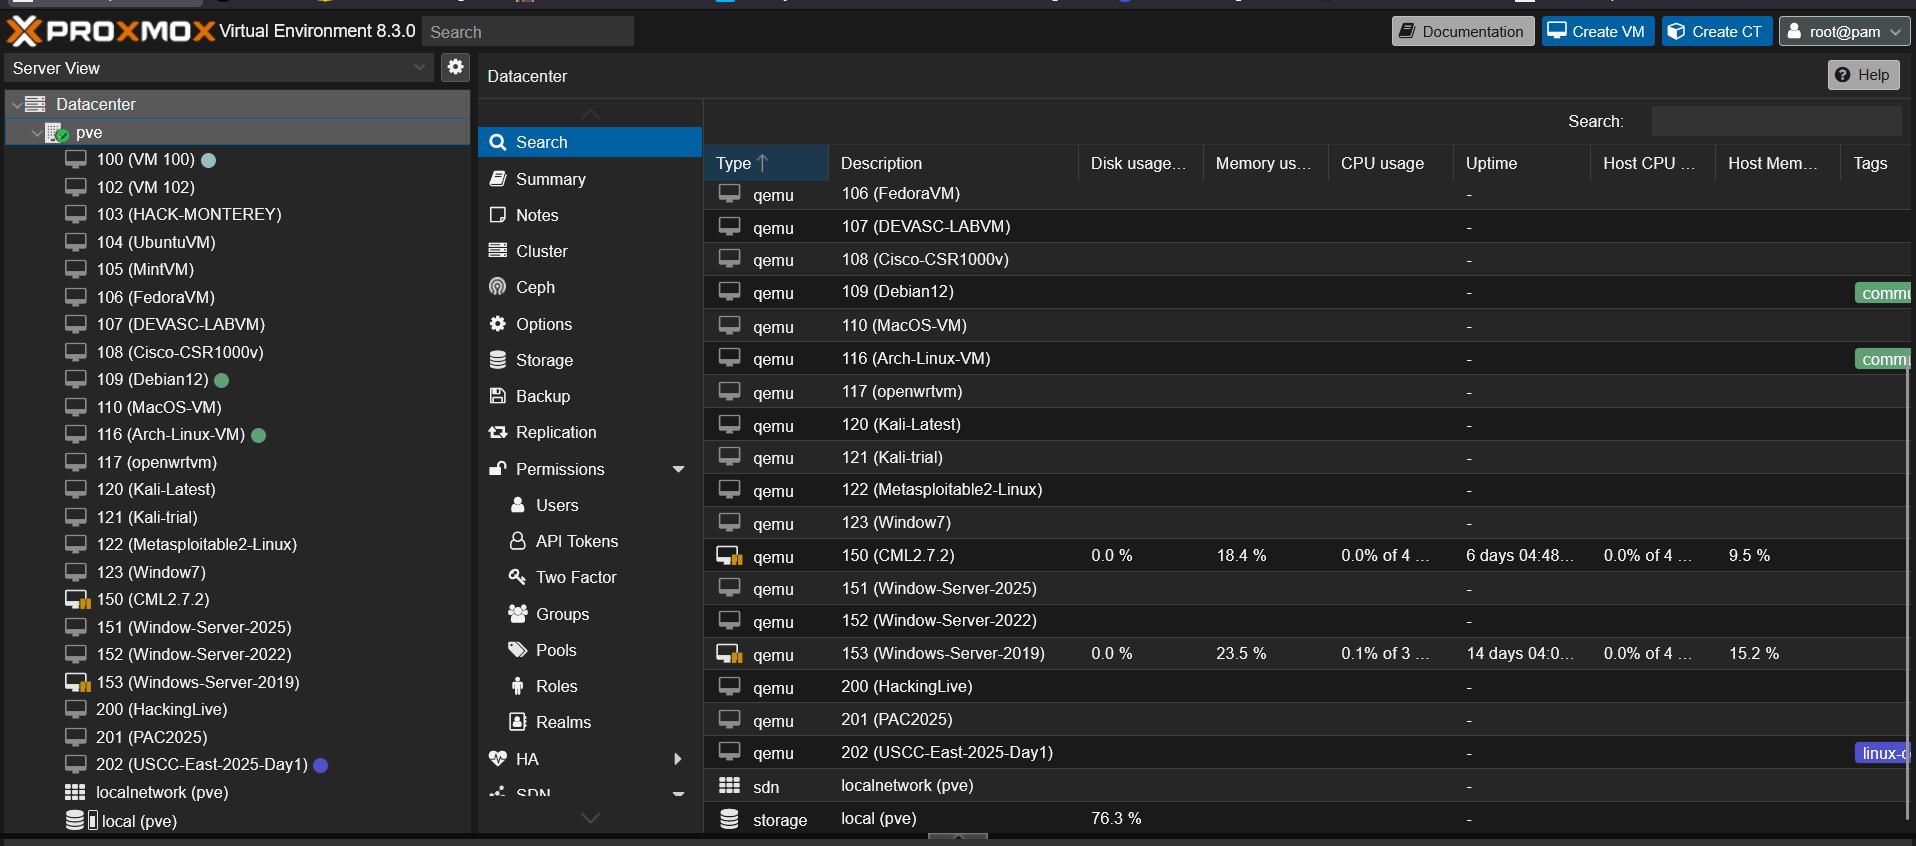 PROXMOX Virtual Environment 8.3.0 Search Documentation Create VM Create CT root@pam
Server View
Datacenter
pve
100 (VM 100)
102 (VM 102)
103 (HACK-MONTEREY)
104 (UbuntuVM)
105 (MintVM)
106 (FedoraVM)
107 (DEVASC-LABVM)
108 (Cisco-CSR1000v)
109 (Debian12)
110 (MacOS-VM)
116 (Arch-Linux-VM)
117 (openwrtvm)
120 (Kali-Latest)
121 (Kali-trial)
122 (Metasploitable2-Linux)
123 (Window7)
150 (CML2.7.2)
151 (Window-Server-2025)
152 (Window-Server-2022)
153 (Windows-Server-2019)
200 (HackingLive)
201 (PAC2025)
202 (USCC-East-2025-Day1)
localnetwork (pve)
local (pve)
Datacenter Help
Search
Summary
Notes
Cluster
Ceph
Options
Storage
Backup
Replication
Permissions
Users
API Tokens
Two Factor
Groups
Pools
Roles
Realms
HA
SDN
Search:
Type Description Disk usage... Memory us... CPU usage Uptime Host CPU ... Host Mem... Tags
qemu 106 (FedoraVM) -
qemu 107 (DEVASC-LABVM) -
qemu 108 (Cisco-CSR1000v) -
qemu 109 (Debian12) - commu
qemu 110 (MacOS-VM) -
qemu 116 (Arch-Linux-VM) - commu
qemu 117 (openwrtvm) -
qemu 120 (Kali-Latest) -
qemu 121 (Kali-trial) -
qemu 122 (Metasploitable2-Linux) -
qemu 123 (Window7) -
qemu 150 (CML2.7.2) 0.0 % 18.4 % 0.0% of 4 ... 6 days 04:48... 0.0% of 4 ... 9.5 %
qemu 151 (Window-Server-2025) -
qemu 152 (Window-Server-2022) -
qemu 153 (Windows-Server-2019) 0.0 % 23.5 % 0.1% of 3 ... 14 days 04:0... 0.0% of 4 ... 15.2 %
qemu 200 (HackingLive) -
qemu 201 (PAC2025) -
qemu 202 (USCC-East-2025-Day1) - linux-c
sdn localnetwork (pve) -
storage local (pve) 76.3 % -